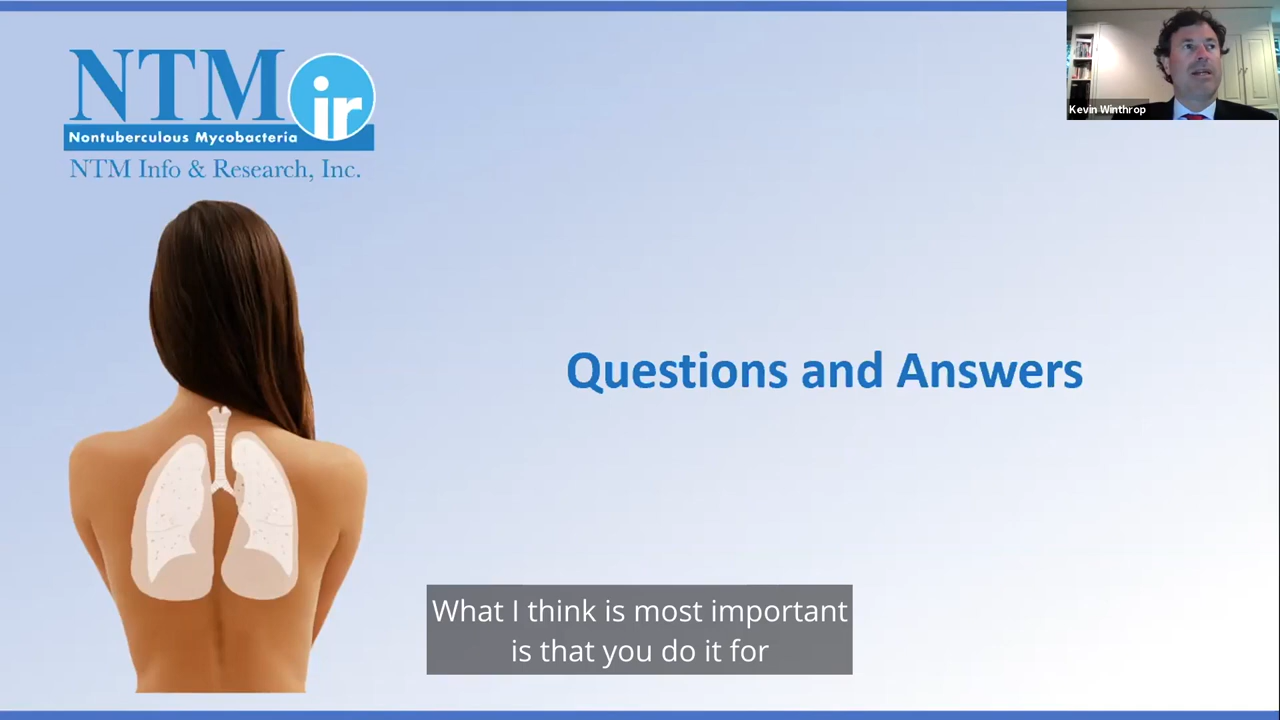 NTM
ir
Nontuberculous Mycobacteria
NTM Info & Research, Inc.
Kevin Winthrop
Questions and Answers
What I think is most important
is that you do it for